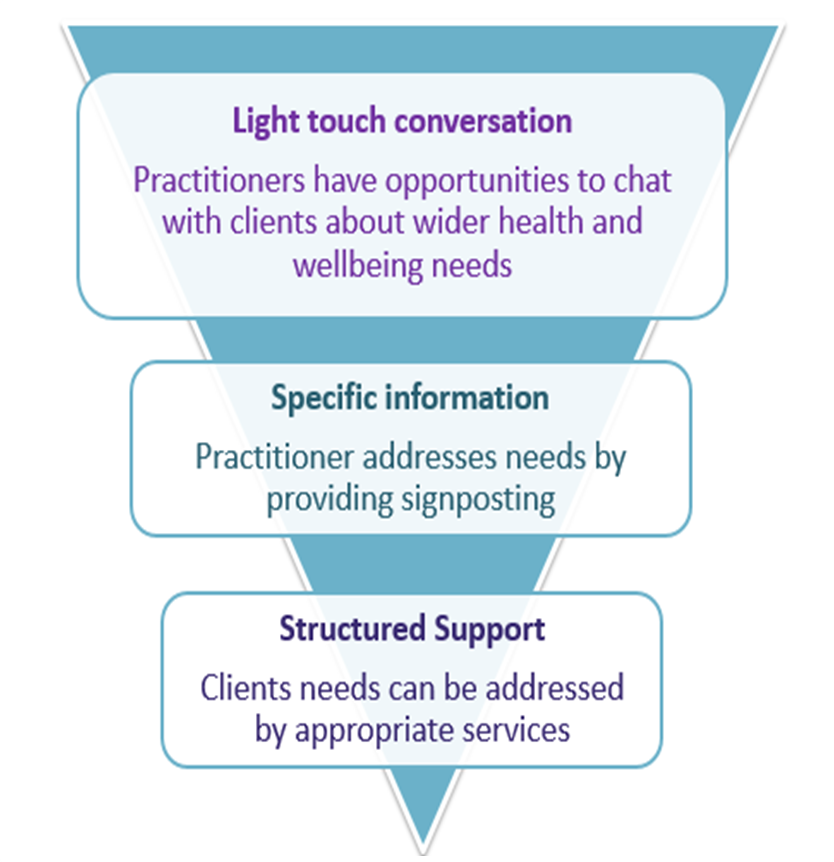 Light touch conversation
Practitioners have opportunities to chat
with clients about wider health and
wellbeing needs
Specific information
Practitioner addresses needs by
providing signposting
Structured Support
Clients needs can be addressed
by appropriate services